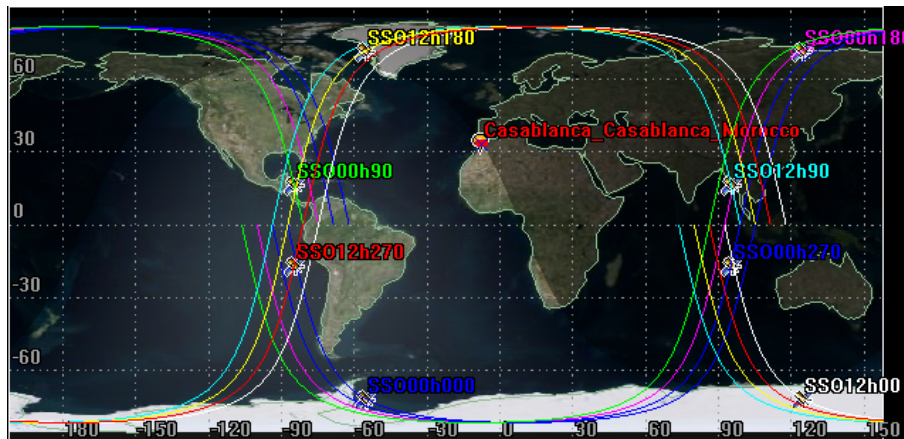 SSO12h180
SSO00h180
60
Casablanca_Casablanca_Morocco
30
SSO00h90
SSO12h90
0
SSO12h270
SSO00h270
-30
-60
SSO00h000
SSO12h00
-180 -150 -120 -90 -60 -30 0 30 60 90 120 150